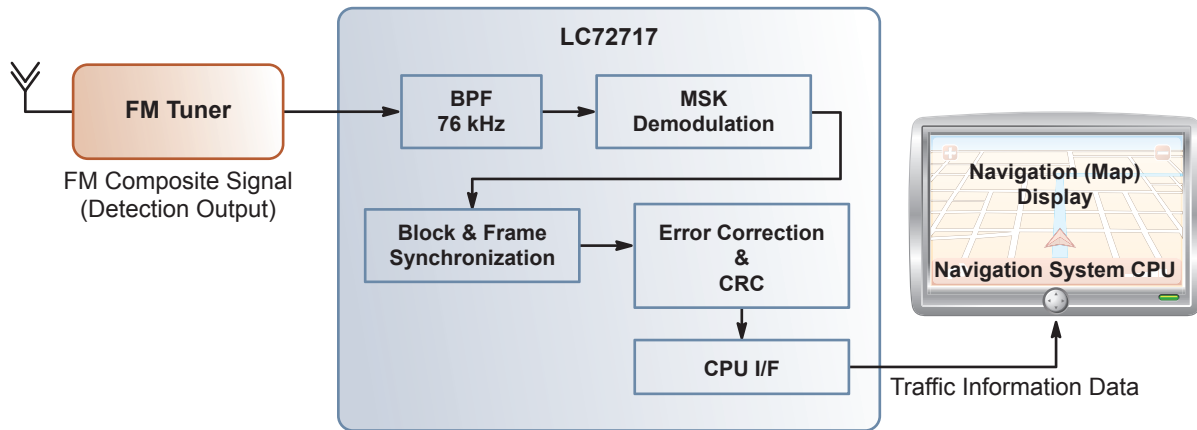 LC72717
FM Tuner
FM Composite Signal
(Detection Output)
BPF
76 kHz
MSK
Demodulation
Block & Frame
Synchronization
Error Correction
&
CRC
CPU I/F
Traffic Information Data
Navigation (Map)
Display
Navigation System CPU